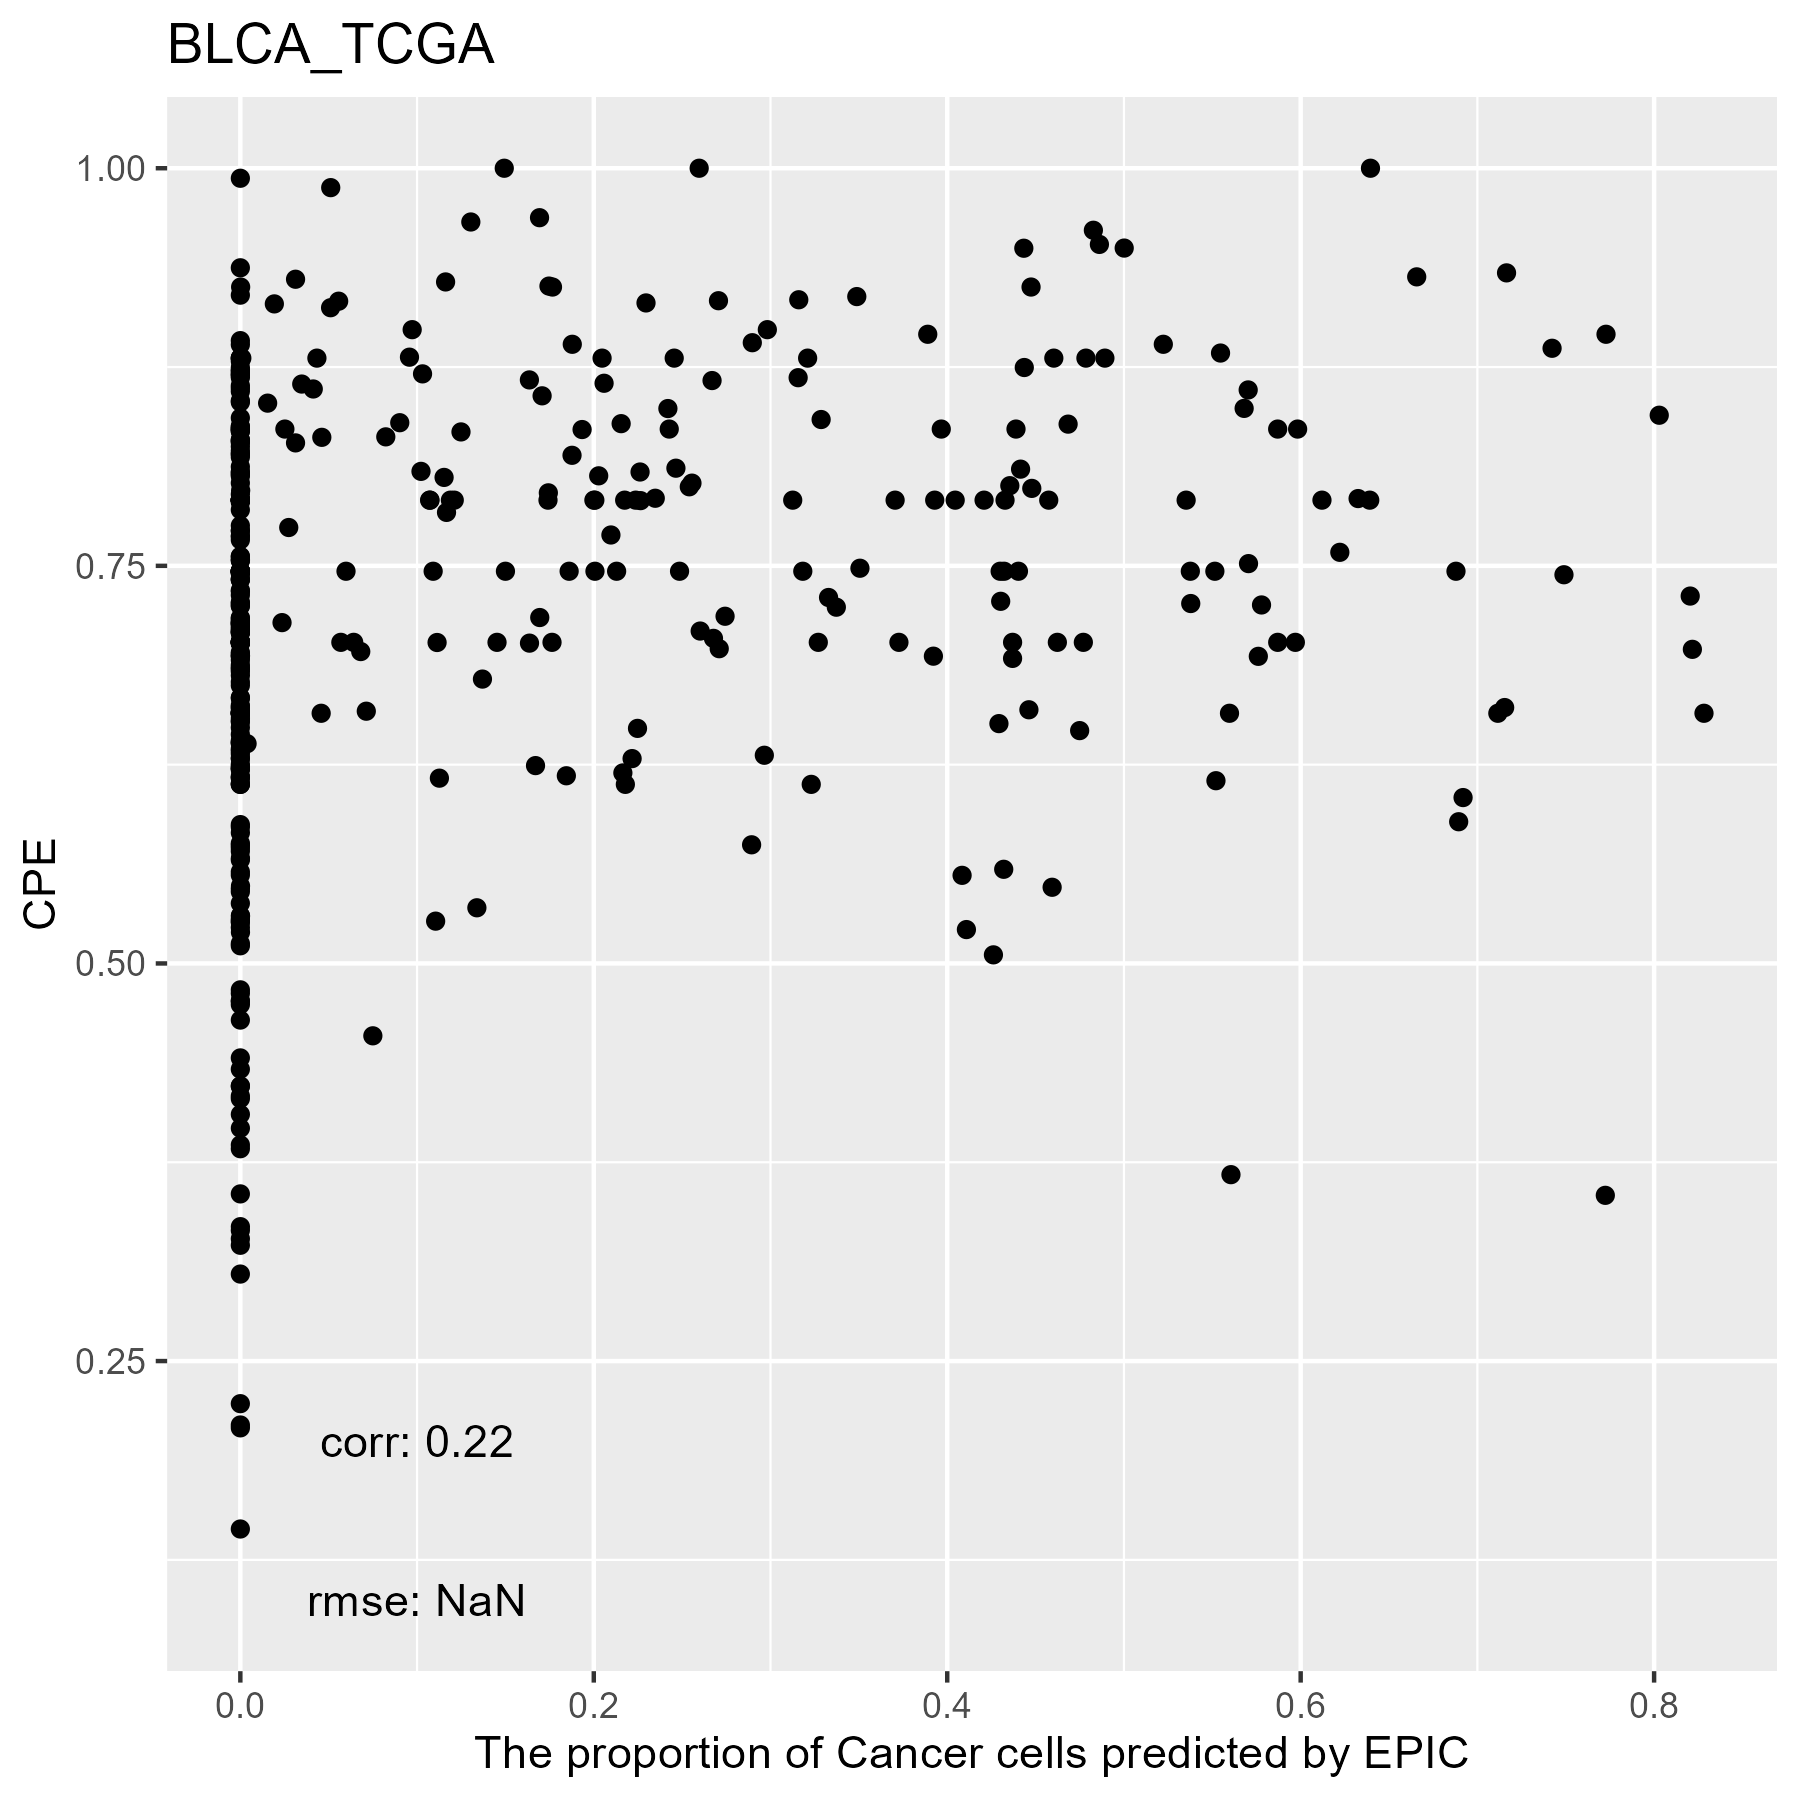 BLCA_TCGA
1.00
0.75
0.50
0.25
CPE
corr: 0.22
rmse: NaN
0.0 0.2 0.4 0.6 0.8
The proportion of Cancer cells predicted by EPIC